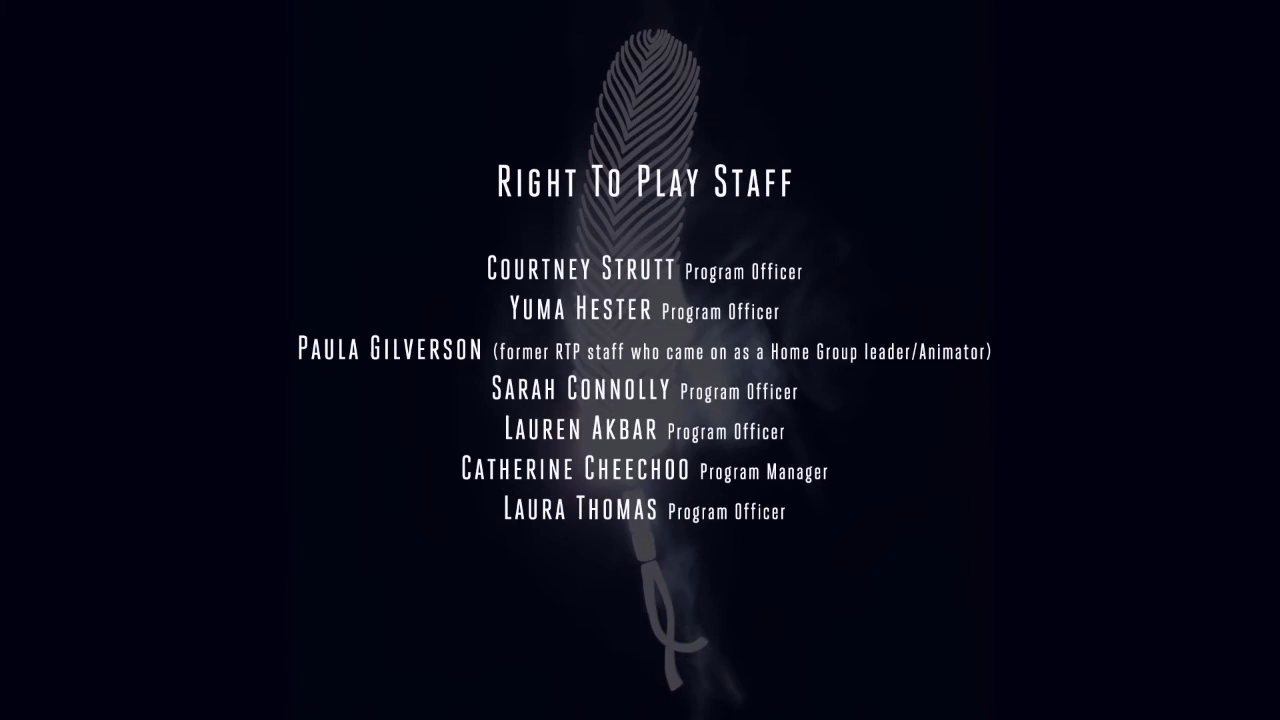 Right To Play Staff
Courtney Strutt Program Officer
Yuma Hester Program Officer
Paula Gilverson (former RTP staff who came on as a Home Group leader/Animator)
Sarah Connolly Program Officer
Lauren Akbar Program Officer
Catherine Cheechoo Program Manager
Laura Thomas Program Officer